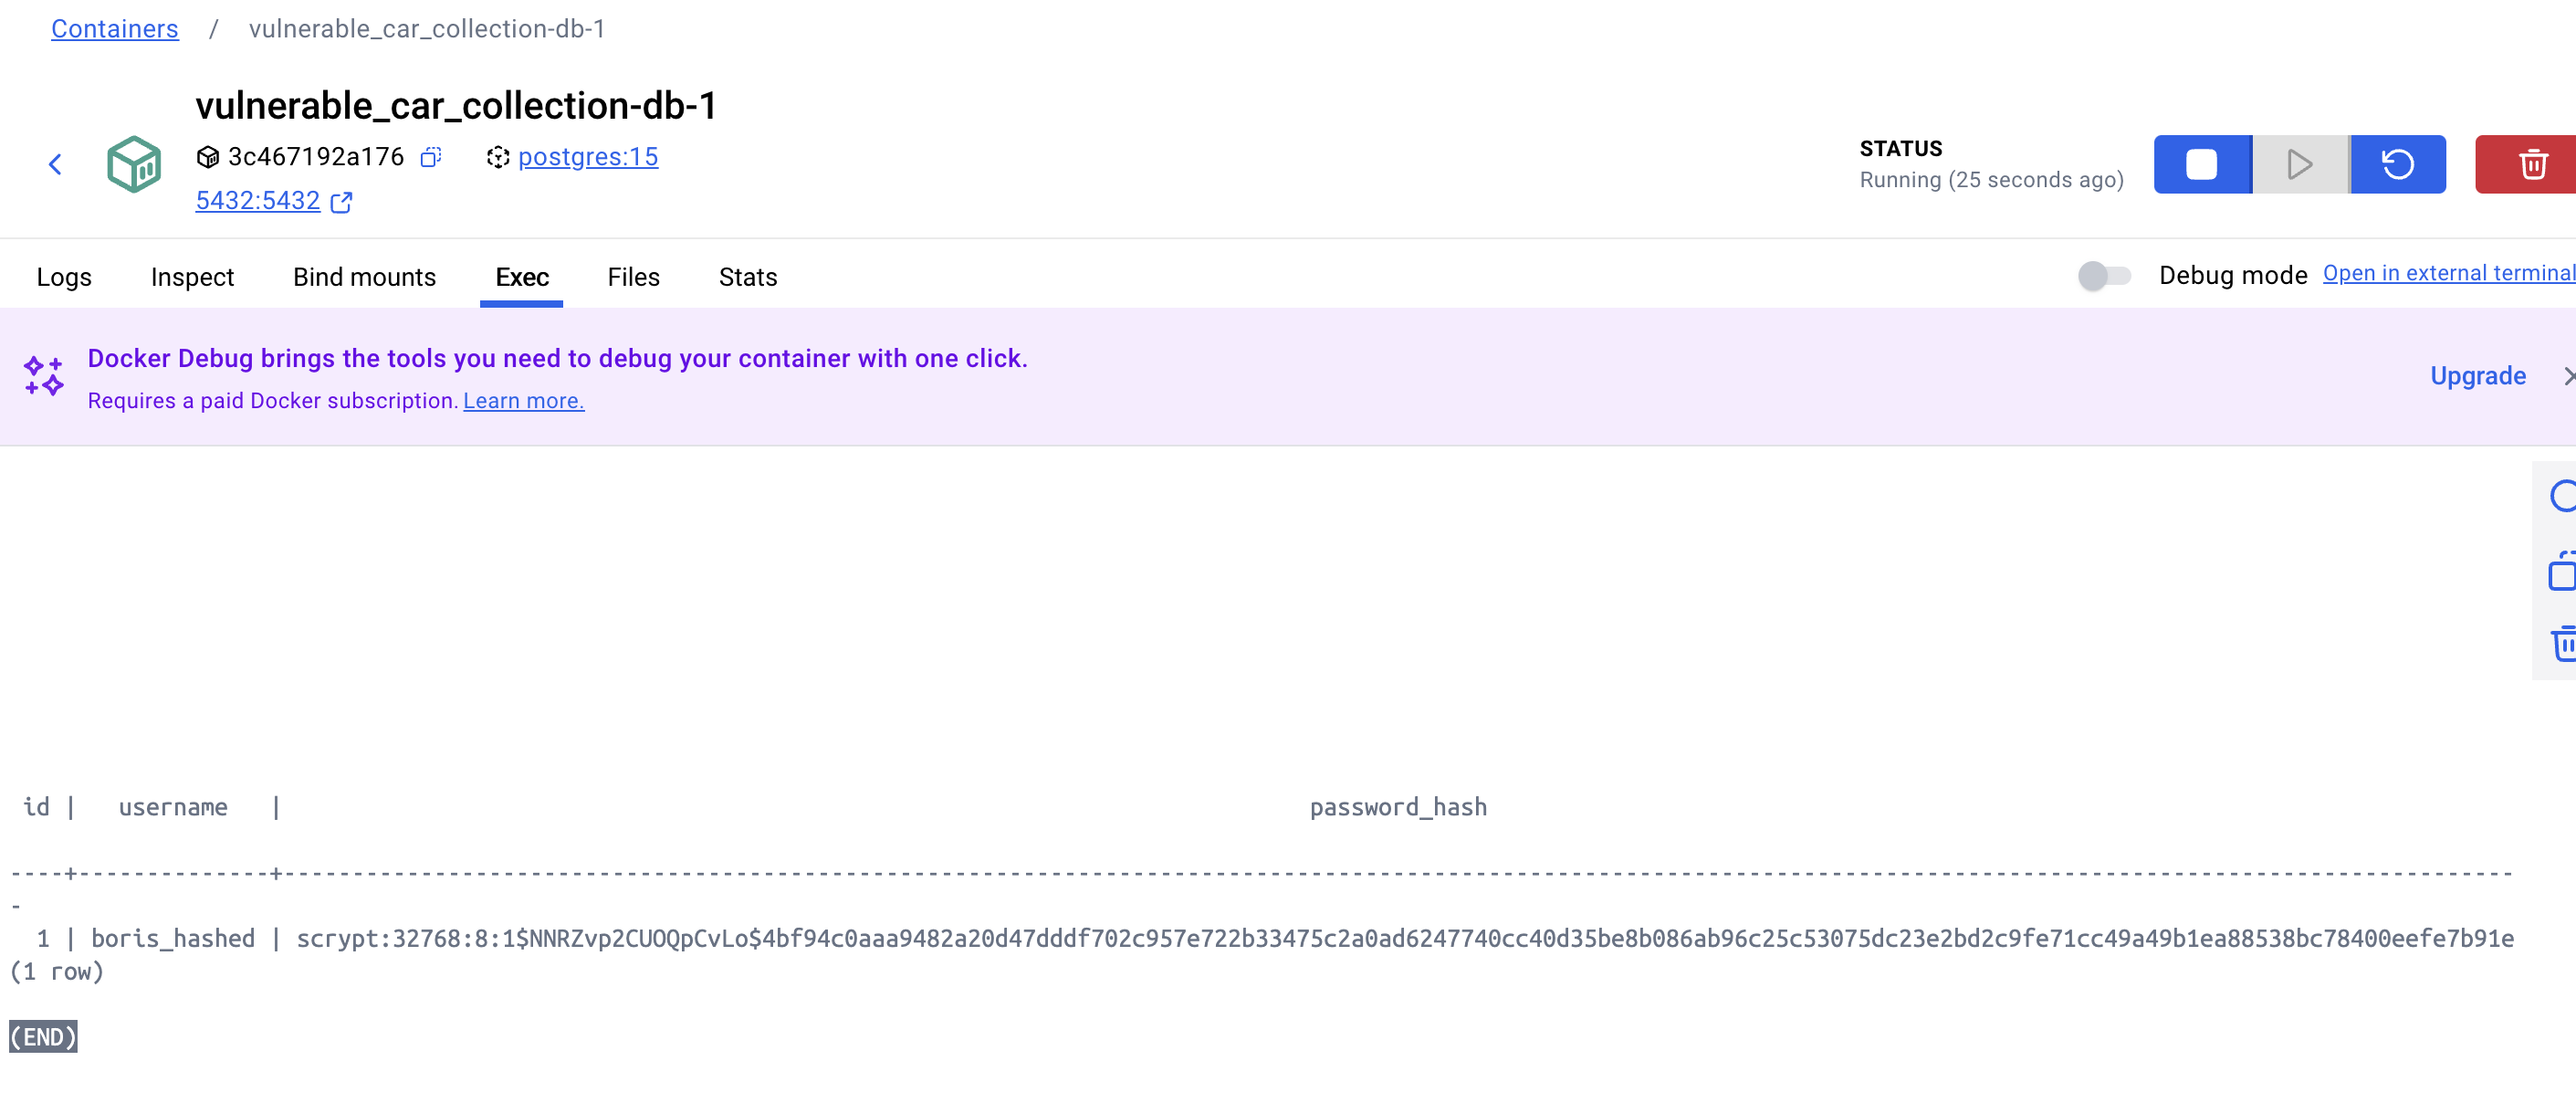 Containers / vulnerable_car_collection-db-1
vulnerable_car_collection-db-1
3c467192a176 postgres:15
5432:5432
STATUS
Running (25 seconds ago)
Logs Inspect Bind mounts Exec Files Stats
Debug mode Open in external terminal
Docker Debug brings the tools you need to debug your container with one click.
Requires a paid Docker subscription. Learn more.
Upgrade
id | username | password_hash
----+--------------+-------------------------------------------------------------------------------------------------------------------------------------------------------------------
-
1 | boris_hashed | scrypt:32768:8:1$NNRZvp2CUOQpCvLo$4bf94c0aaa9482a20d47dddf702c957e722b33475c2a0ad6247740cc40d35be8b086ab96c25c53075dc23e2bd2c9fe71cc49a49b1ea88538bc78400eefe7b91e
(1 row)
(END)